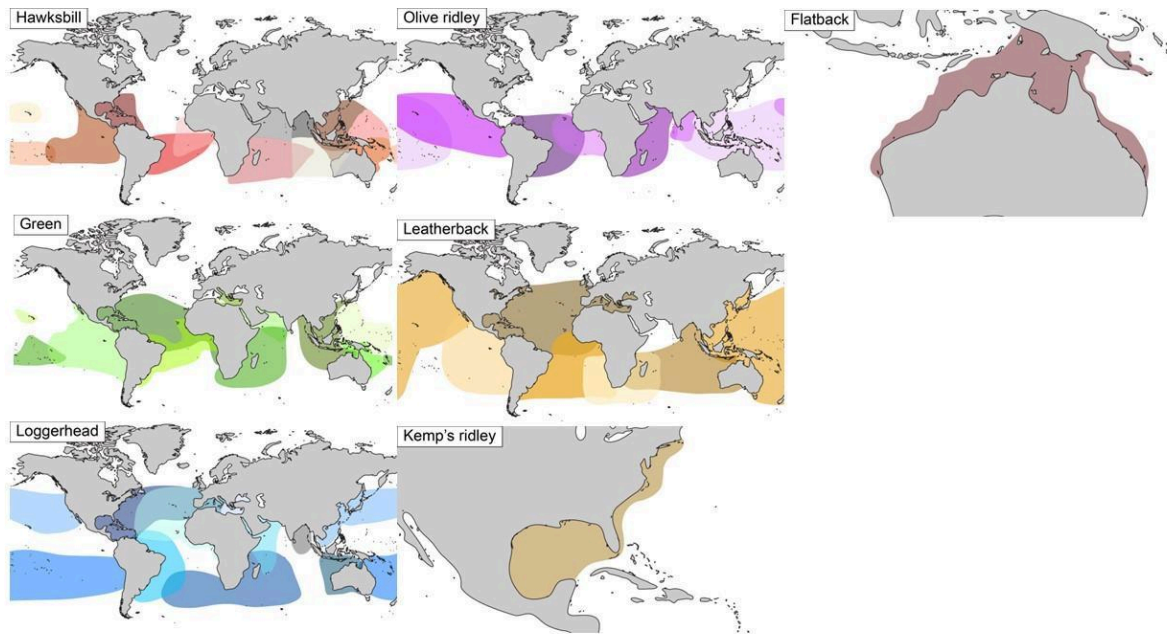 Hawksbill
Olive ridley
Flatback
Green
Leatherback
Loggerhead
Kemp's ridley